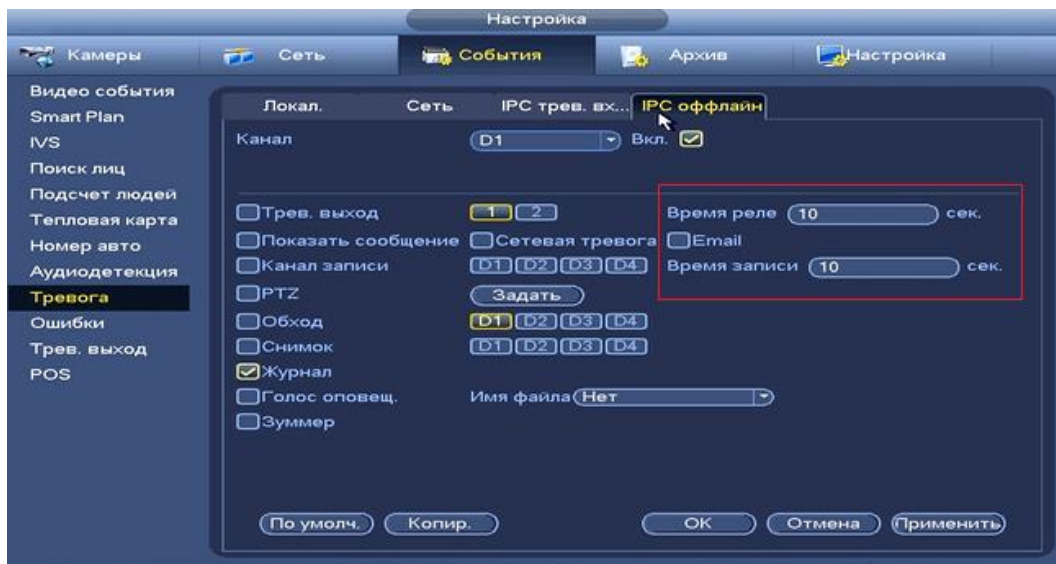 Настройка
Камеры Сеть События Архив Настройка
Видео события
Smart Plan
IVS
Поиск лиц
Подсчет людей
Тепловая карта
Номер авто
Аудиодетекция
Тревога
Ошибки
Трев. выход
POS
Локал. Сеть IPC трев. вх... IPC оффлайн
Канал D1 Вкл.
Трев. выход 1 2 Время реле 10 сек.
Показать сообщение Сетевая тревога Email
Канал записи D1 D2 D3 D4 Время записи 10 сек.
PTZ Задать
Обход D1 D2 D3 D4
Снимок D1 D2 D3 D4
Журнал
Голос оповещ. Имя файла Нет
Зуммер
По умолч. Копир. OK Отмена Применить